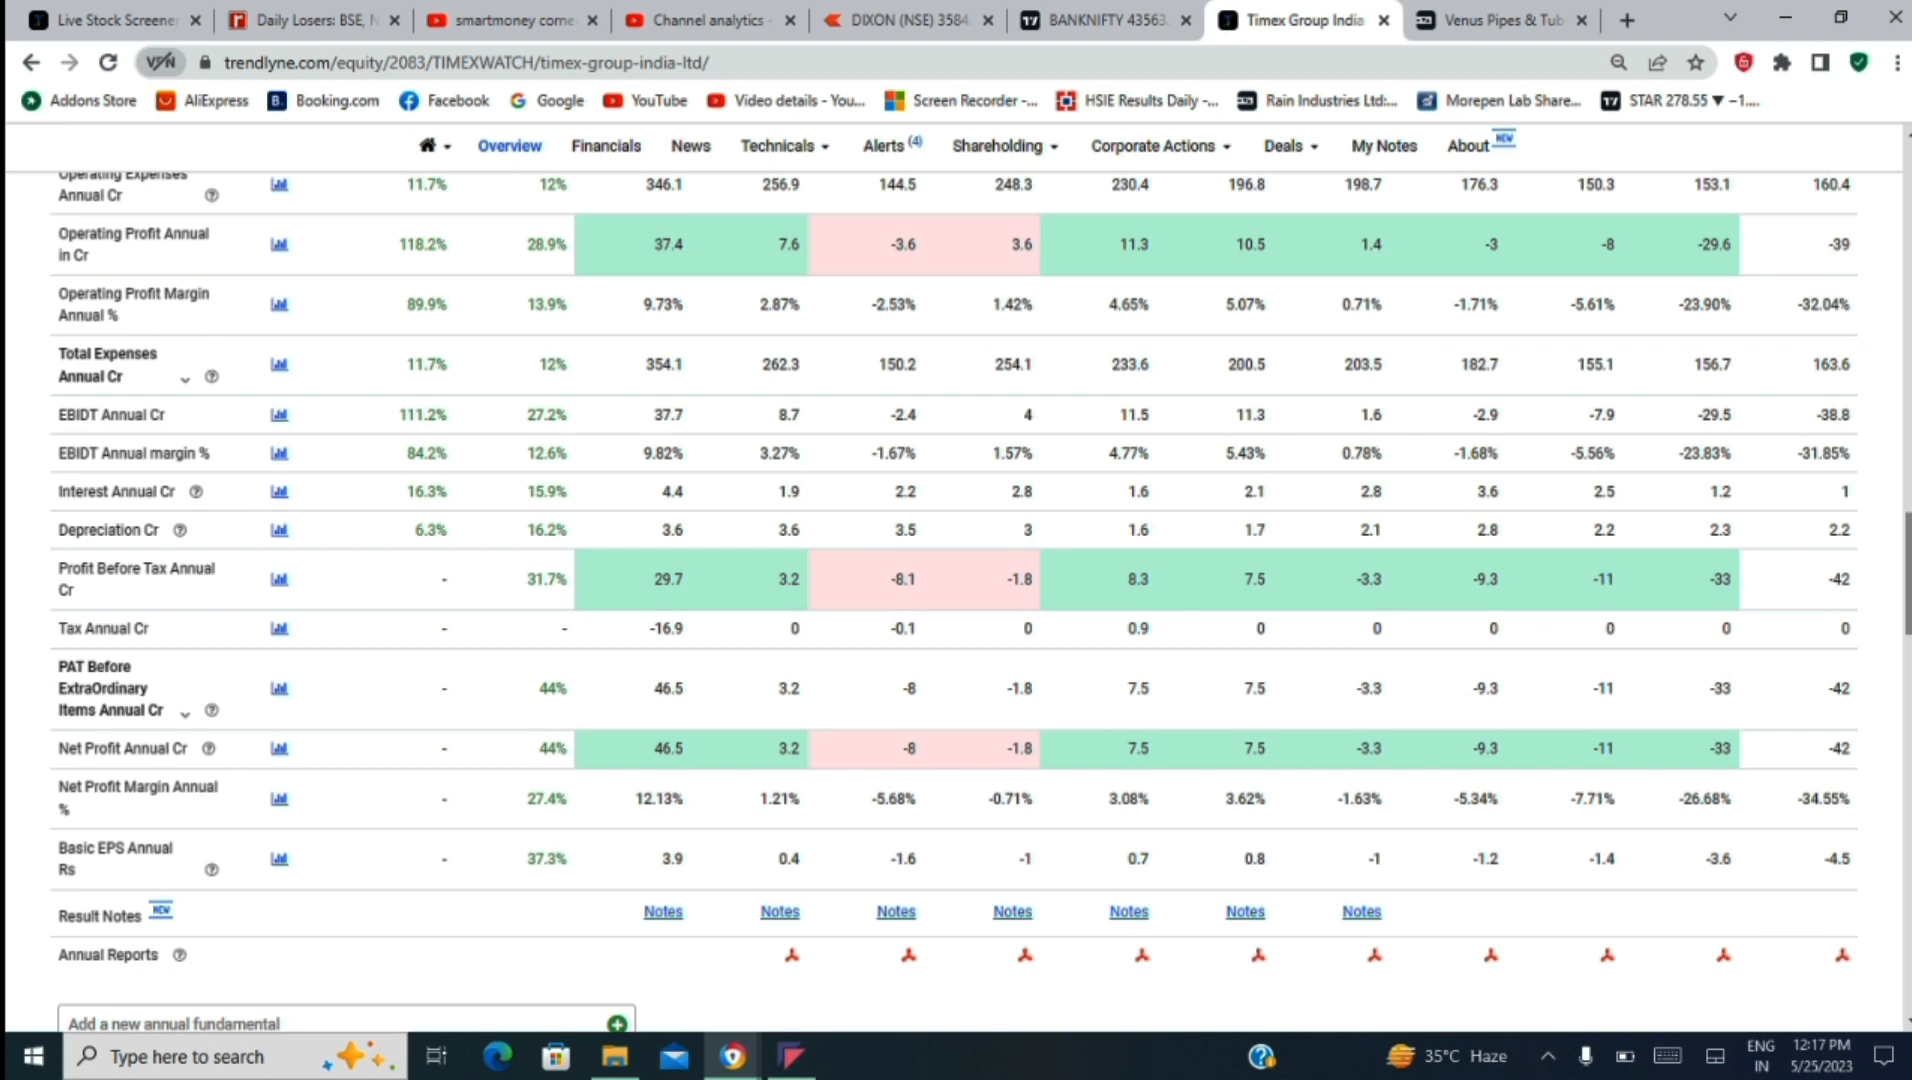 Live Stock Screener
Daily Losers: BSE, N
smartmoney corne
Channel analytics -
DIXON (NSE) 3584
BANKNIFTY 43563.
Timex Group India
Venus Pipes & Tub
VPN
trendlyne.com/equity/2083/TIMEXWATCH/timex-group-india-ltd/
Addons Store
AliExpress
Booking.com
Facebook
Google
YouTube
Video details - You...
Screen Recorder -...
HSIE Results Daily -...
Rain Industries Ltd:...
Morepen Lab Share...
STAR 278.55 ▼ −1....
Overview Financials News Technicals Alerts (4) Shareholding Corporate Actions Deals My Notes About NEW
Operating Expenses
Annual Cr 11.7% 12% 346.1 256.9 144.5 248.3 230.4 196.8 198.7 176.3 150.3 153.1 160.4
Operating Profit Annual
in Cr 118.2% 28.9% 37.4 7.6 -3.6 3.6 11.3 10.5 1.4 -3 -8 -29.6 -39
Operating Profit Margin
Annual % 89.9% 13.9% 9.73% 2.87% -2.53% 1.42% 4.65% 5.07% 0.71% -1.71% -5.61% -23.90% -32.04%
Total Expenses
Annual Cr 11.7% 12% 354.1 262.3 150.2 254.1 233.6 200.5 203.5 182.7 155.1 156.7 163.6
EBIDT Annual Cr 111.2% 27.2% 37.7 8.7 -2.4 4 11.5 11.3 1.6 -2.9 -7.9 -29.5 -38.8
EBIDT Annual margin % 84.2% 12.6% 9.82% 3.27% -1.67% 1.57% 4.77% 5.43% 0.78% -1.68% -5.56% -23.83% -31.85%
Interest Annual Cr 16.3% 15.9% 4.4 1.9 2.2 2.8 1.6 2.1 2.8 3.6 2.5 1.2 1
Depreciation Cr 6.3% 16.2% 3.6 3.6 3.5 3 1.6 1.7 2.1 2.8 2.2 2.3 2.2
Profit Before Tax Annual
Cr - 31.7% 29.7 3.2 -8.1 -1.8 8.3 7.5 -3.3 -9.3 -11 -33 -42
Tax Annual Cr - - -16.9 0 -0.1 0 0.9 0 0 0 0 0 0
PAT Before
ExtraOrdinary - 44% 46.5 3.2 -8 -1.8 7.5 7.5 -3.3 -9.3 -11 -33 -42
Items Annual Cr
Net Profit Annual Cr - 44% 46.5 3.2 -8 -1.8 7.5 7.5 -3.3 -9.3 -11 -33 -42
Net Profit Margin Annual
% - 27.4% 12.13% 1.21% -5.68% -0.71% 3.08% 3.62% -1.63% -5.34% -7.71% -26.68% -34.55%
Basic EPS Annual
Rs - 37.3% 3.9 0.4 -1.6 -1 0.7 0.8 -1 -1.2 -1.4 -3.6 -4.5
Result Notes NEW Notes Notes Notes Notes Notes Notes Notes
Annual Reports
Add a new annual fundamental
Type here to search
35°C Haze
ENG
IN
12:17 PM
5/25/2023